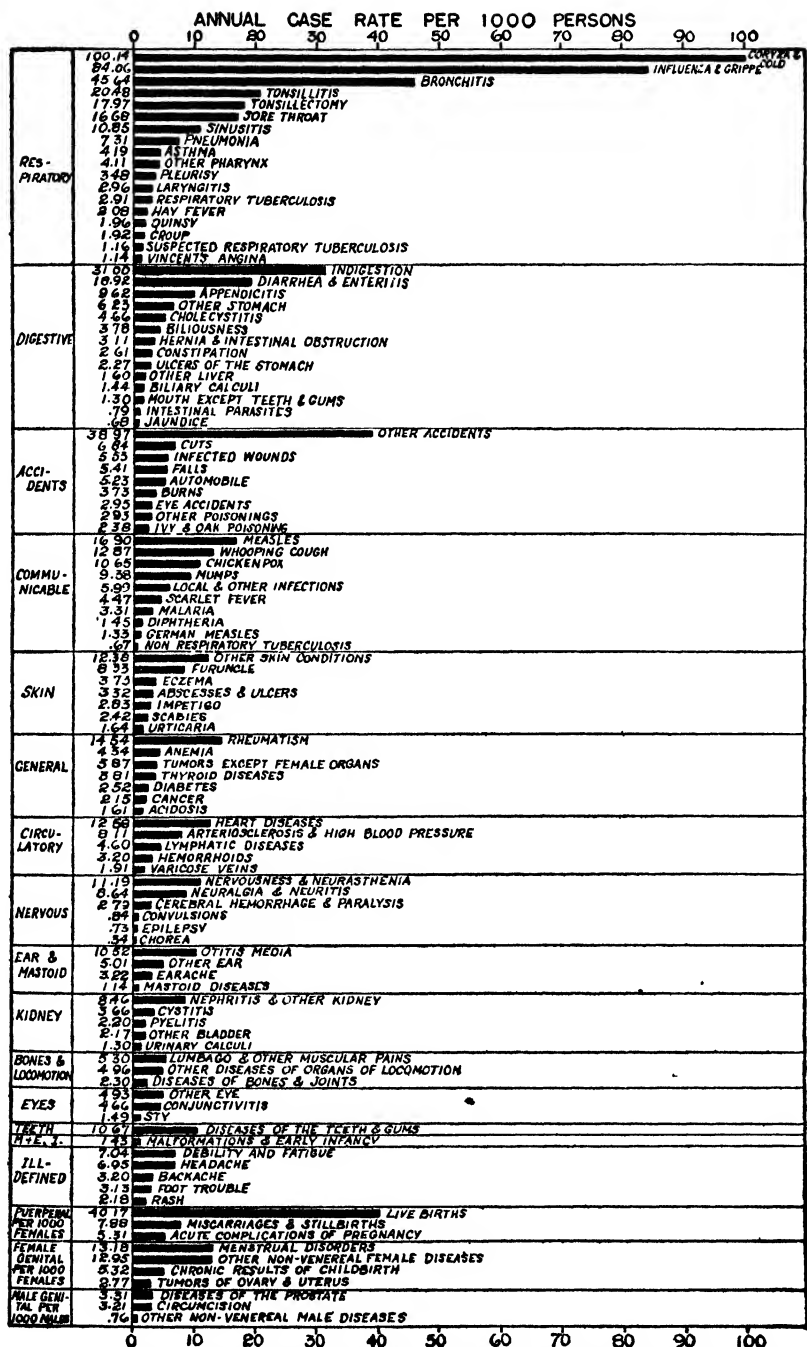 ANNUAL CASE RATE PER 1000 PERSONS
0 10 20 30 40 50 60 70 80 90 100
RES-
PIRATORY
100.14 CORYZA & COLD
84.06 INFLUENZA & GRIPPE
45.64 BRONCHITIS
20.48 TONSILLITIS
17.97 TONSILLECTOMY
16.68 SORE THROAT
10.85 SINUSITIS
7.31 PNEUMONIA
4.19 ASTHMA
4.11 OTHER PHARYNX
3.48 PLEURISY
2.96 LARYNGITIS
2.91 RESPIRATORY TUBERCULOSIS
2.08 HAY FEVER
1.96 QUINSY
1.92 CROUP
1.16 SUSPECTED RESPIRATORY TUBERCULOSIS
1.14 VINCENTS ANGINA
DIGESTIVE
31.00 INDIGESTION
18.92 DIARRHEA & ENTERITIS
9.62 APPENDICITIS
6.23 OTHER STOMACH
4.66 CHOLECYSTITIS
3.78 BILIOUSNESS
3.11 HERNIA & INTESTINAL OBSTRUCTION
2.61 CONSTIPATION
2.27 ULCERS OF THE STOMACH
1.60 OTHER LIVER
1.44 BILIARY CALCULI
1.30 MOUTH EXCEPT TEETH & GUMS
.79 INTESTINAL PARASITES
.68 JAUNDICE
ACCI-
DENTS
38.97 OTHER ACCIDENTS
6.84 CUTS
5.55 INFECTED WOUNDS
5.41 FALLS
5.23 AUTOMOBILE
3.73 BURNS
2.95 EYE ACCIDENTS
2.93 OTHER POISONINGS
2.38 IVY & OAK POISONING
COMMU-
NICABLE
16.90 MEASLES
12.87 WHOOPING COUGH
10.65 CHICKENPOX
9.38 MUMPS
5.99 LOCAL & OTHER INFECTIONS
4.47 SCARLET FEVER
3.31 MALARIA
1.45 DIPHTHERIA
1.33 GERMAN MEASLES
.67 NON RESPIRATORY TUBERCULOSIS
SKIN
12.38 OTHER SKIN CONDITIONS
8.33 FURUNCLE
3.73 ECZEMA
3.32 ABSCESSES & ULCERS
2.83 IMPETIGO
2.42 SCABIES
1.64 URTICARIA
GENERAL
14.54 RHEUMATISM
4.34 ANEMIA
3.87 TUMORS EXCEPT FEMALE ORGANS
3.81 THYROID DISEASES
2.52 DIABETES
2.15 CANCER
1.61 ACIDOSIS
CIRCU-
LATORY
12.58 HEART DISEASES
8.11 ARTERIOSCLEROSIS & HIGH BLOOD PRESSURE
4.60 LYMPHATIC DISEASES
3.20 HEMORRHOIDS
1.91 VARICOSE VEINS
NERVOUS
11.19 NERVOUSNESS & NEURASTHENIA
8.64 NEURALGIA & NEURITIS
2.79 CEREBRAL HEMORRHAGE & PARALYSIS
.84 CONVULSIONS
.73 EPILEPSY
.54 CHOREA
EAR &
MASTOID
10.52 OTITIS MEDIA
5.01 OTHER EAR
3.22 EARACHE
1.14 MASTOID DISEASES
KIDNEY
8.46 NEPHRITIS & OTHER KIDNEY
3.66 CYSTITIS
2.20 PYELITIS
2.17 OTHER BLADDER
1.30 URINARY CALCULI
BONES &
LOCOMOTION
5.30 LUMBAGO & OTHER MUSCULAR PAINS
4.96 OTHER DISEASES OF ORGANS OF LOCOMOTION
2.30 DISEASES OF BONES & JOINTS
EYES
4.93 OTHER EYE
4.66 CONJUNCTIVITIS
1.49 STY
TEETH
10.67 DISEASES OF THE TEETH & GUMS
M+E. I.
1.43 MALFORMATIONS & EARLY INFANCY
ILL-
DEFINED
7.04 DEBILITY AND FATIGUE
6.95 HEADACHE
3.20 BACKACHE
3.13 FOOT TROUBLE
2.18 RASH
PUERPERAL
PER 1000
FEMALES
40.17 LIVE BIRTHS
7.88 MISCARRIAGES & STILLBIRTHS
5.31 ACUTE COMPLICATIONS OF PREGNANCY
FEMALE
GENITAL
PER 1000
FEMALES
13.18 MENSTRUAL DISORDERS
12.95 OTHER NON-VENEREAL FEMALE DISEASES
5.32 CHRONIC RESULTS OF CHILDBIRTH
2.77 TUMORS OF OVARY & UTERUS
MALE GENI-
TAL PER
1000 MALES
3.31 DISEASES OF THE PROSTATE
3.21 CIRCUMCISION
.76 OTHER NON-VENEREAL MALE DISEASES
0 10 20 30 40 50 60 70 80 90 100